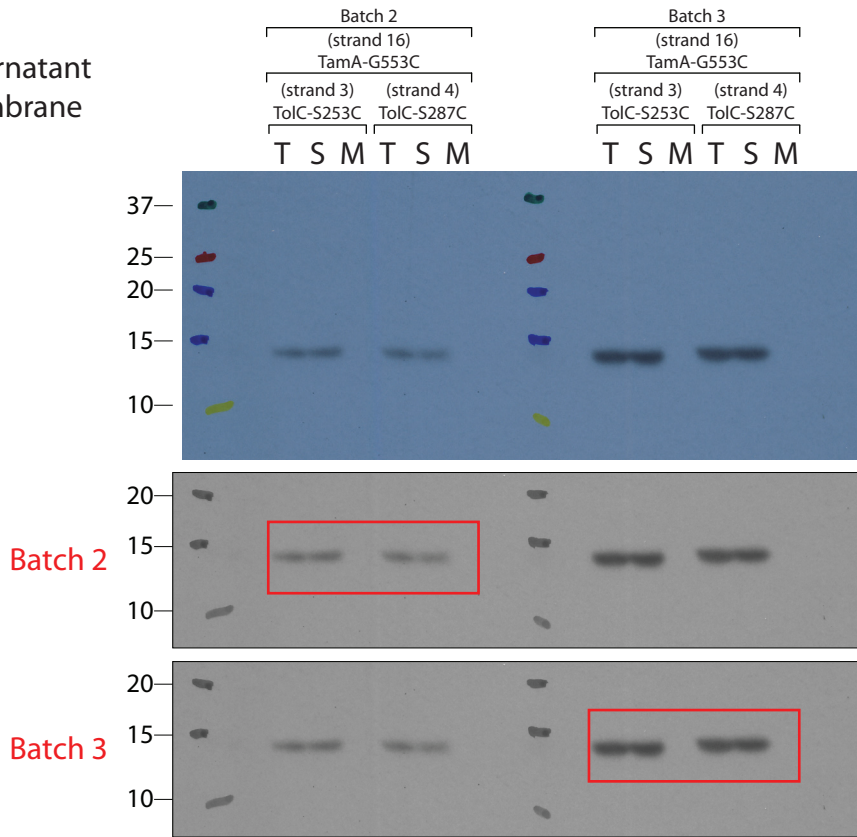 Batch 2 Batch 3
(strand 16) (strand 16)
rnatant TamA-G553C TamA-G553C
nbrane (strand 3) (strand 4) (strand 3) (strand 4)
TolC-S253C TolC-S287C TolC-S253C TolC-S287C
T S M T S M T S M T S M
37
25
20
15
10
20
Batch 2 15
10
20
Batch 3 15
10